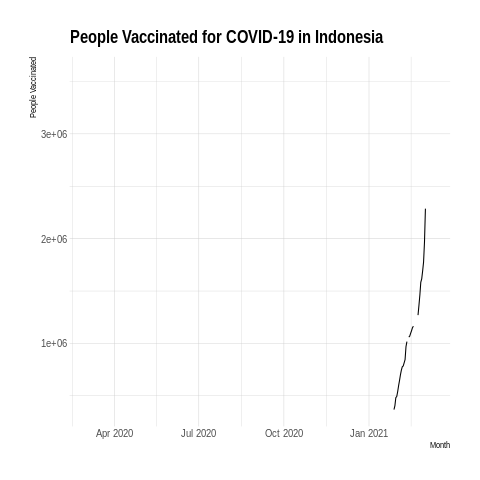 People Vaccinated for COVID-19 in Indonesia
People Vaccinated
3e+06
2e+06
1e+06
Apr 2020
Jul 2020
Oct 2020
Jan 2021
Month